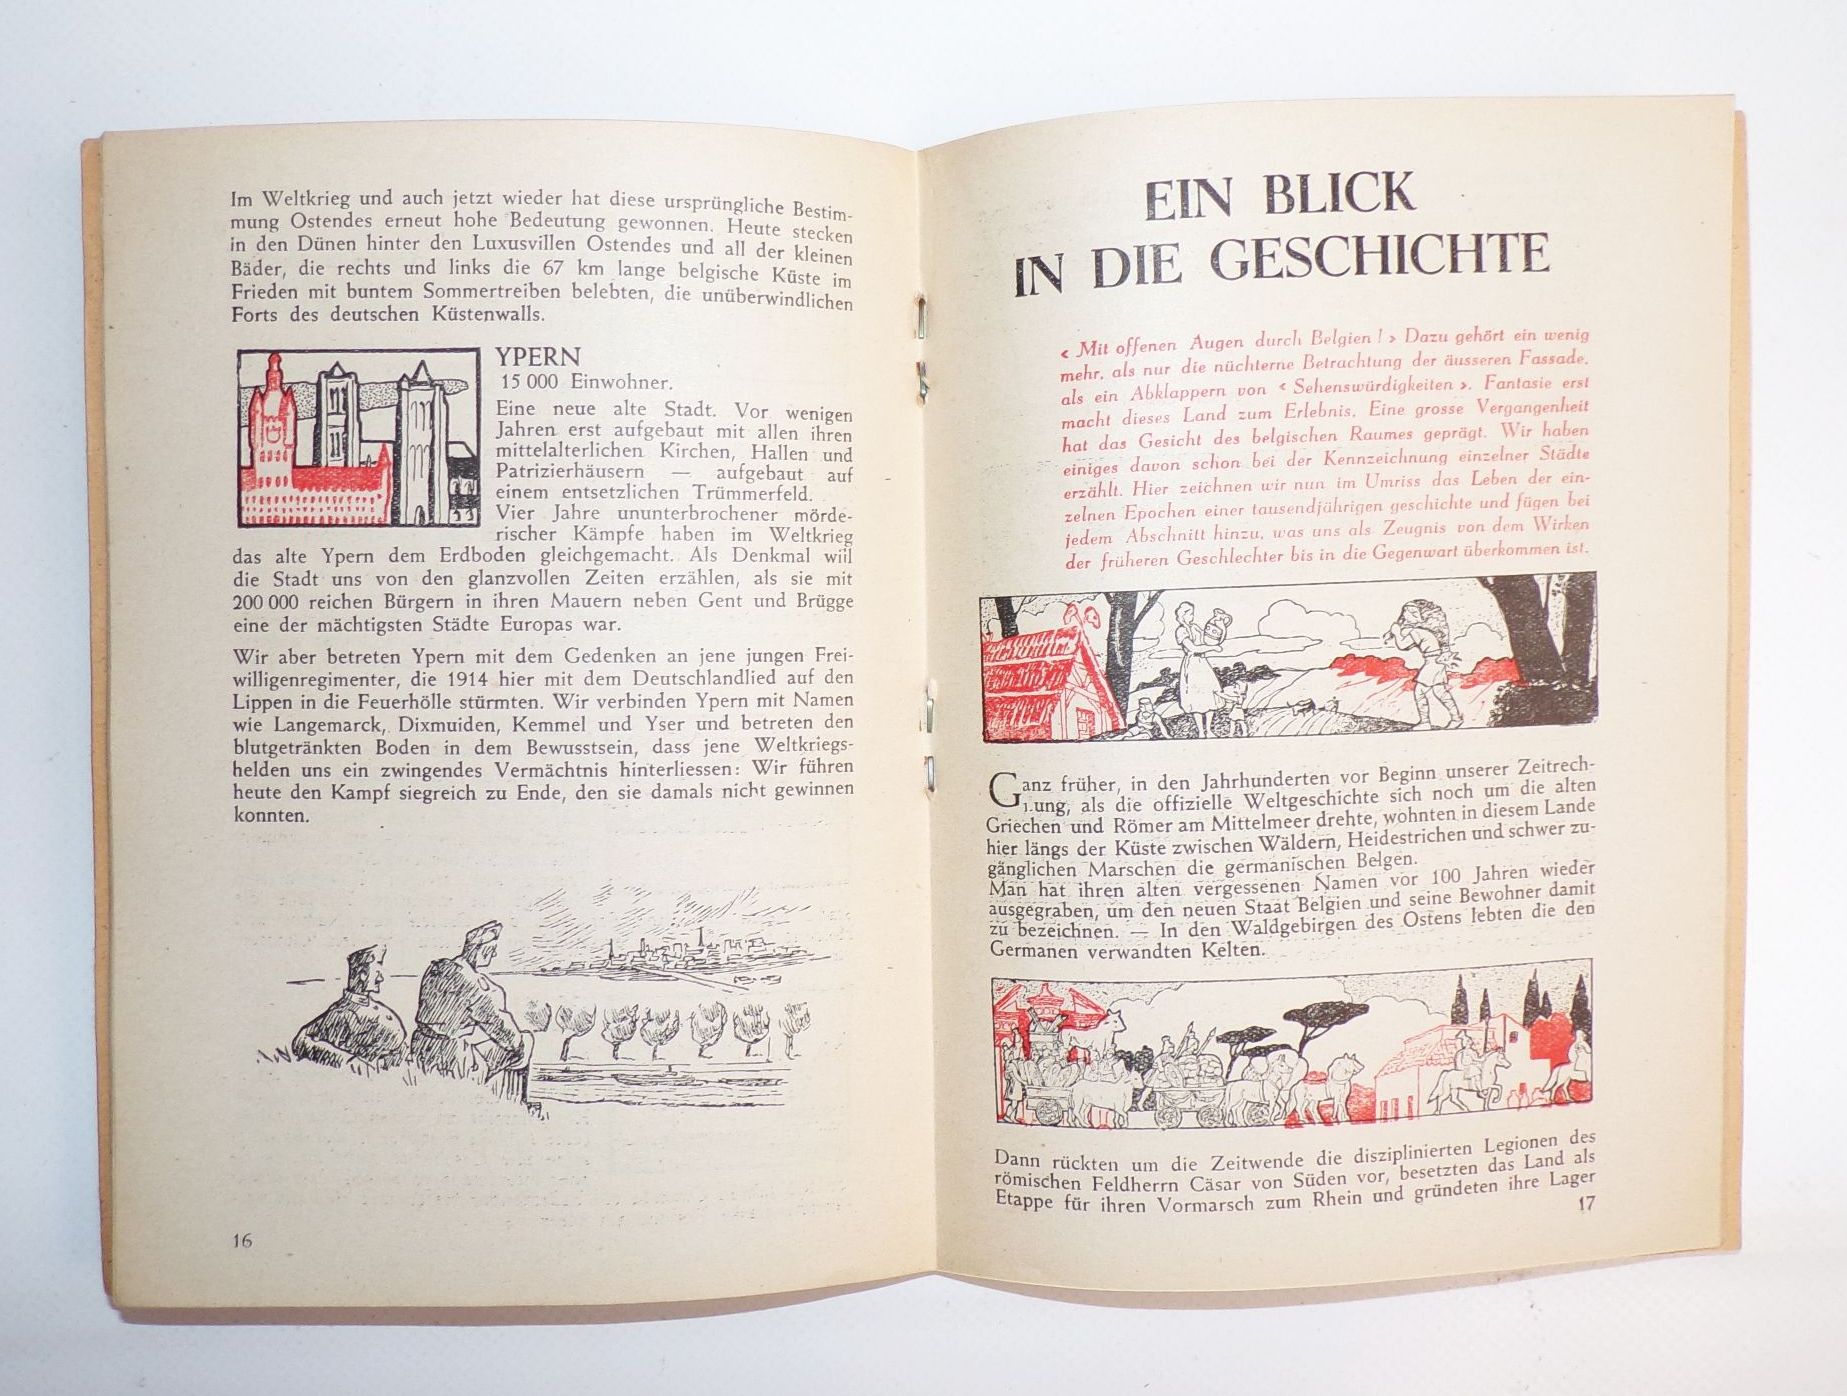 Im Weltkrieg und auch jetzt wieder hat diese ursprüngliche Bestim-
mung Ostendes erneut hohe Bedeutung gewonnen. Heute stecken
in den Dünen hinter den Luxusvillen Ostendes und all der kleinen
Bäder, die rechts und links die 67 km lange belgische Küste im
Frieden mit buntem Sommertreiben belebten, die unüberwindlichen
Forts des deutschen Küstenwalls.
YPERN
15 000 Einwohner.
Eine neue alte Stadt. Vor wenigen
Jahren erst aufgebaut mit allen ihren
mittelalterlichen Kirchen, Hallen und
Patrizierhäusern — aufgebaut auf
einem entsetzlichen Trümmerfeld.
Vier Jahre ununterbrochener mörde-
rischer Kämpfe haben im Weltkrieg
das alte Ypern dem Erdboden gleichgemacht. Als Denkmal will
die Stadt uns von den glanzvollen Zeiten erzählen, als sie mit
200 000 reichen Bürgern in ihren Mauern neben Gent und Brügge
eine der mächtigsten Städte Europas war.
Wir aber betreten Ypern mit dem Gedenken an jene jungen Frei-
willigenregimenter, die 1914 hier mit dem Deutschlandlied auf den
Lippen in die Feuerhölle stürmten. Wir verbinden Ypern mit Namen
wie Langemarck, Dixmuiden, Kemmel und Yser und betreten den
blutgetränkten Boden in dem Bewusstsein, dass jene Weltkriegs-
helden uns ein zwingendes Vermächtnis hinterliessen: Wir führen
heute den Kampf siegreich zu Ende, den sie damals nicht gewinnen
konnten.
16
EIN BLICK
IN DIE GESCHICHTE
« Mit offenen Augen durch Belgien ! » Dazu gehört ein wenig
mehr, als nur die nüchterne Betrachtung der äusseren Fassade,
als ein Abklappern von « Sehenswürdigkeiten ». Fantasie erst
macht dieses Land zum Erlebnis. Eine grosse Vergangenheit
hat das Gesicht des belgischen Raumes geprägt. Wir haben
einiges davon schon bei der Kennzeichnung einzelner Städte
erzählt. Hier zeichnen wir nun im Umriss das Leben der ein-
zelnen Epochen einer tausendjährigen geschichte und fügen bei
jedem Abschnitt hinzu, was uns als Zeugnis von dem Wirken
der früheren Geschlechter bis in die Gegenwart überkommen ist.
Ganz früher, in den Jahrhunderten vor Beginn unserer Zeitrech-
nung, als die offizielle Weltgeschichte sich noch um die alten
Griechen und Römer am Mittelmeer drehte, wohnten in diesem Lande
hier längs der Küste zwischen Wäldern, Heidestrichen und schwer zu-
gänglichen Marschen die germanischen Belgen.
Man hat ihren alten vergessenen Namen vor 100 Jahren wieder
ausgegraben, um den neuen Staat Belgien und seine Bewohner damit
zu bezeichnen. — In den Waldgebirgen des Ostens lebten die den
Germanen verwandten Kelten.
Dann rückten um die Zeitwende die disziplinierten Legionen des
römischen Feldherrn Cäsar von Süden vor, besetzten das Land als
Etappe für ihren Vormarsch zum Rhein und gründeten ihre Lager
17